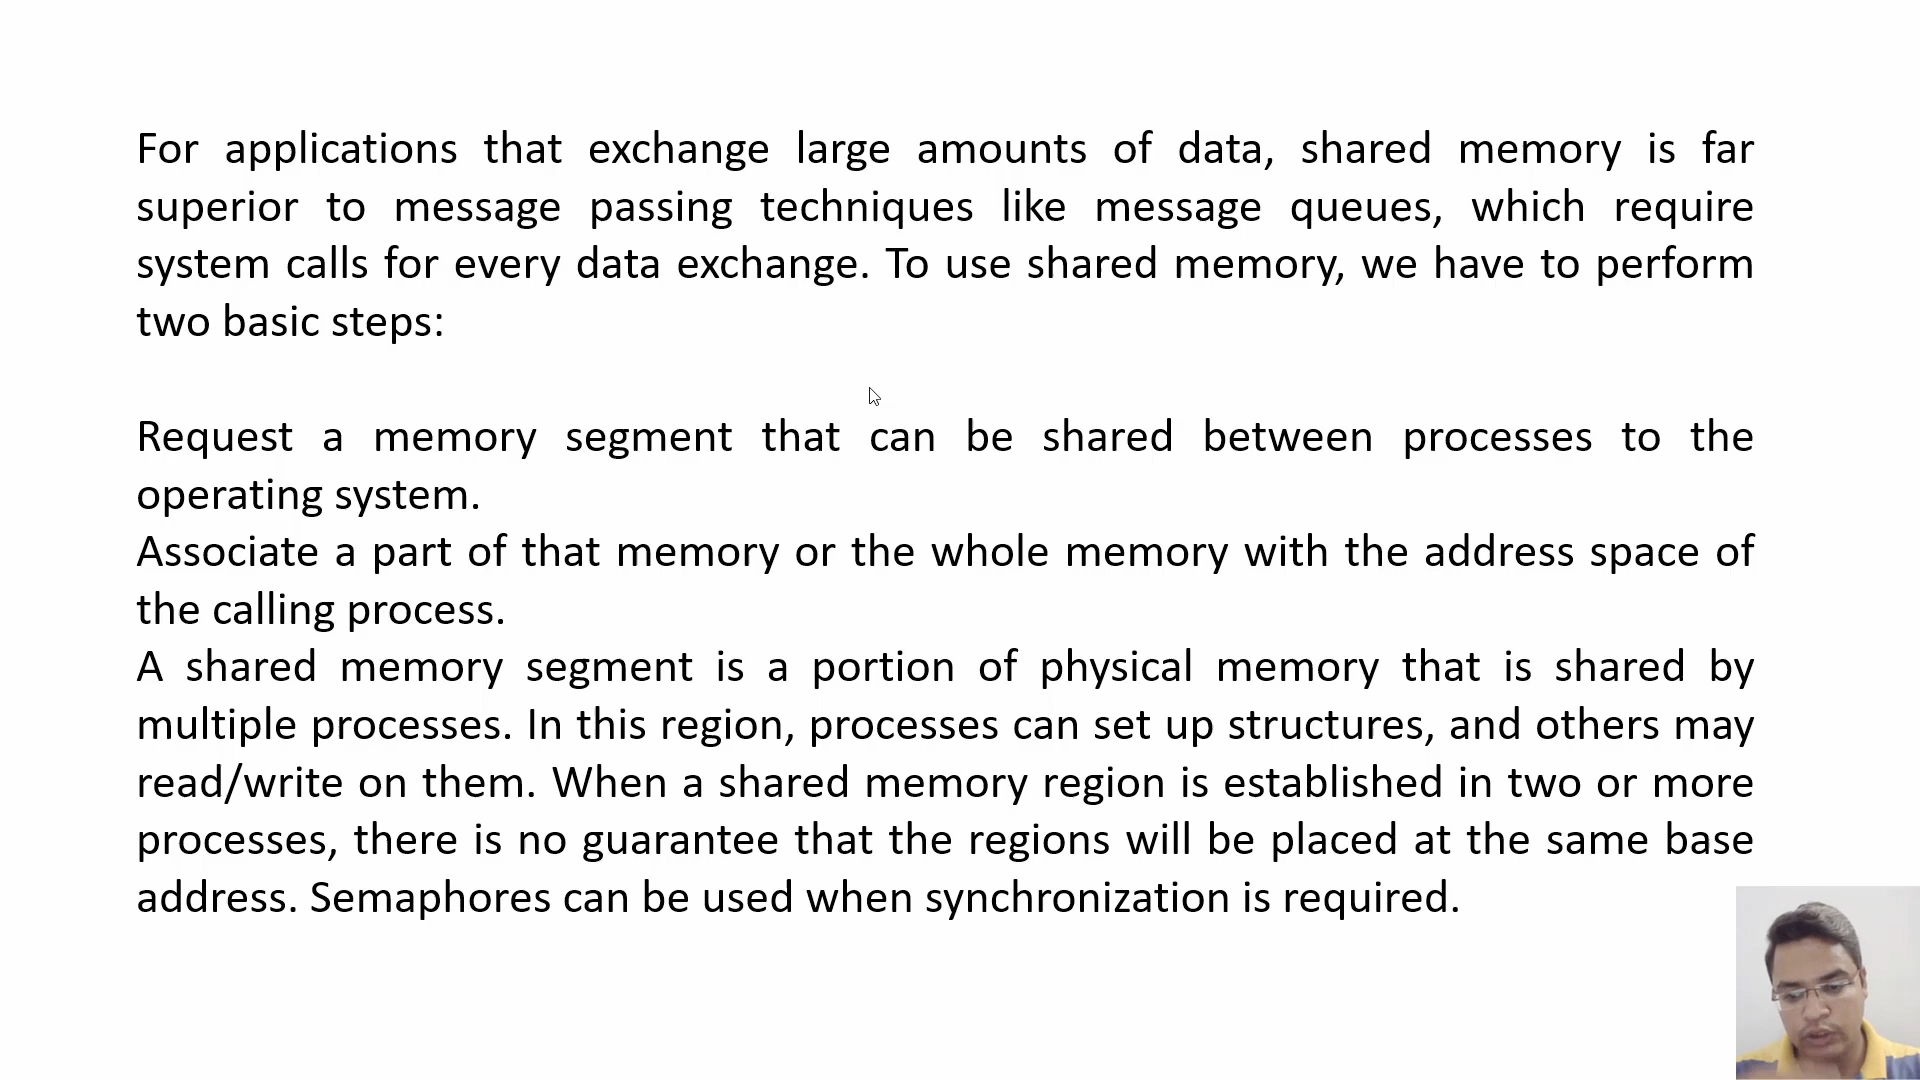 For applications that exchange large amounts of data, shared memory is far
superior to message passing techniques like message queues, which require
system calls for every data exchange. To use shared memory, we have to perform
two basic steps:
Request a memory segment that can be shared between processes to the
operating system.
Associate a part of that memory or the whole memory with the address space of
the calling process.
A shared memory segment is a portion of physical memory that is shared by
multiple processes. In this region, processes can set up structures, and others may
read/write on them. When a shared memory region is established in two or more
processes, there is no guarantee that the regions will be placed at the same base
address. Semaphores can be used when synchronization is required.